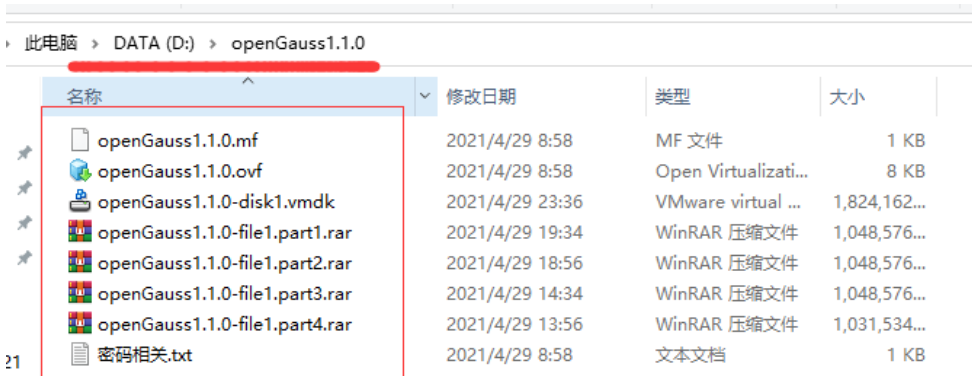 此电脑 > DATA (D:) > openGauss1.1.0
名称 修改日期 类型 大小
openGauss1.1.0.mf 2021/4/29 8:58 MF 文件 1 KB
openGauss1.1.0.ovf 2021/4/29 8:58 Open Virtualizati... 8 KB
openGauss1.1.0-disk1.vmdk 2021/4/29 23:36 VMware virtual ... 1,824,162...
openGauss1.1.0-file1.part1.rar 2021/4/29 19:34 WinRAR 压缩文件 1,048,576...
openGauss1.1.0-file1.part2.rar 2021/4/29 18:56 WinRAR 压缩文件 1,048,576...
openGauss1.1.0-file1.part3.rar 2021/4/29 14:34 WinRAR 压缩文件 1,048,576...
openGauss1.1.0-file1.part4.rar 2021/4/29 13:56 WinRAR 压缩文件 1,031,534...
21 密码相关.txt 2021/4/29 8:58 文本文档 1 KB